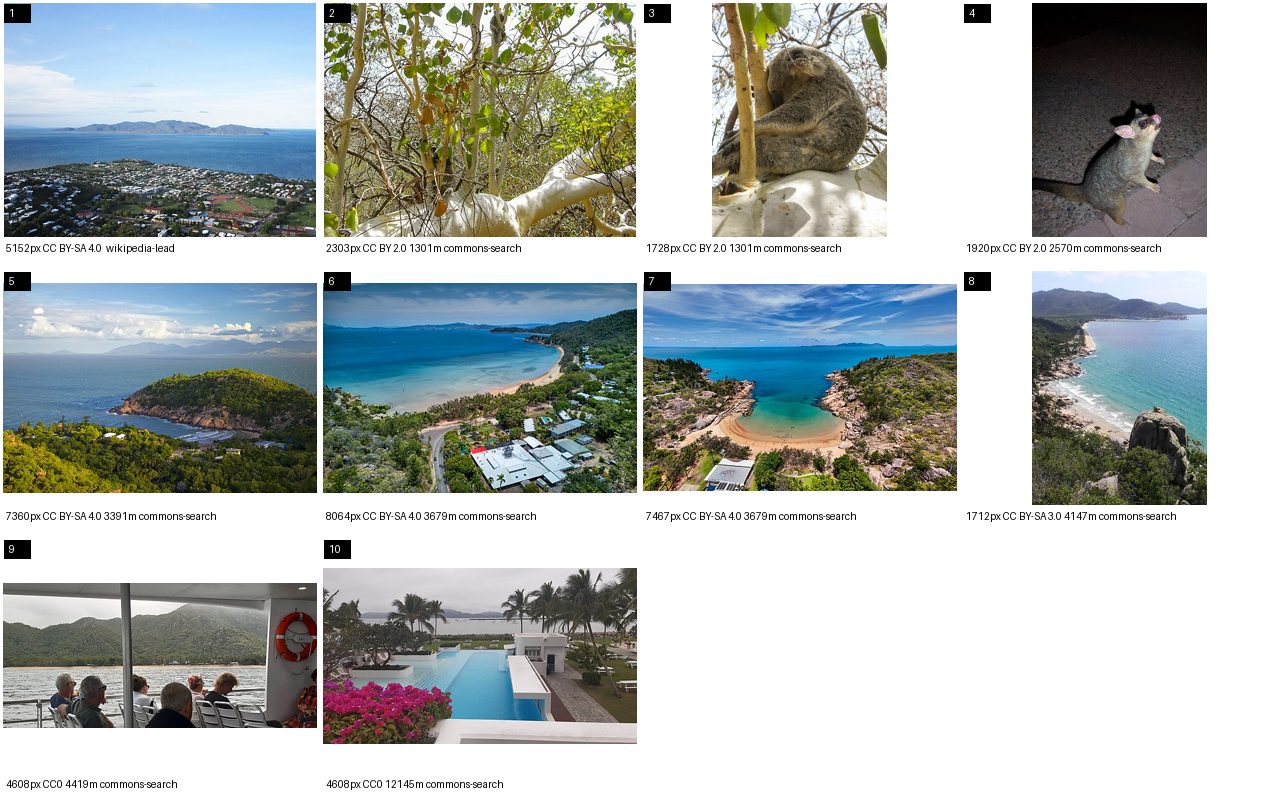 1
2
3
4
5152px CC BY-SA 4.0 wikipedia-lead
2303px CC BY 2.0 1301m commons-search
1728px CC BY 2.0 1301m commons-search
1920px CC BY 2.0 2570m commons-search
5
6
7
8
7360px CC BY-SA 4.0 3391m commons-search
8064px CC BY-SA 4.0 3679m commons-search
7467px CC BY-SA 4.0 3679m commons-search
1712px CC BY-SA 3.0 4147m commons-search
9
10
4608px CC0 4419m commons-search
4608px CC0 12145m commons-search